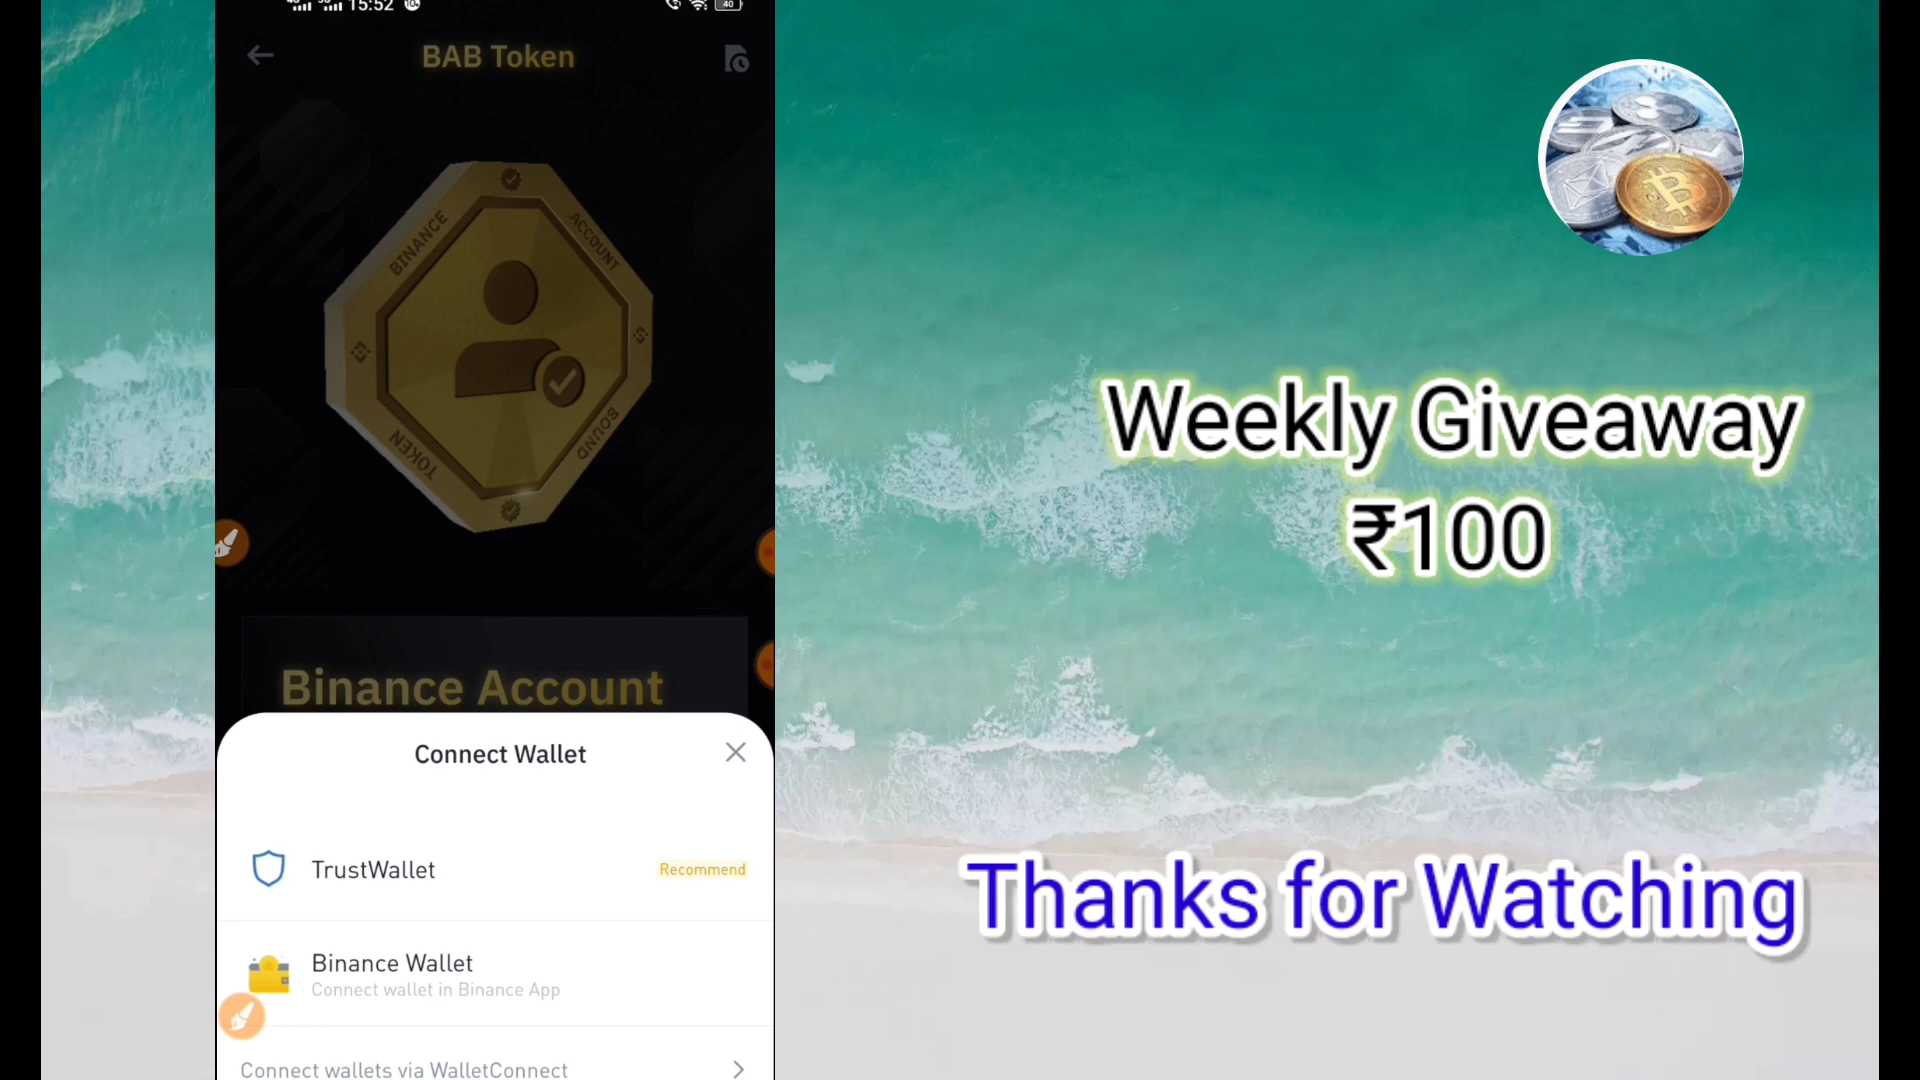 15:52
40
BAB Token
BINANCE
ACCOUNT
TOKEN
BOUND
Binance Account
Connect Wallet
TrustWallet
Recommend
Binance Wallet
Connect wallet in Binance App
Connect wallets via WalletConnect
Weekly Giveaway
₹100
Thanks for Watching